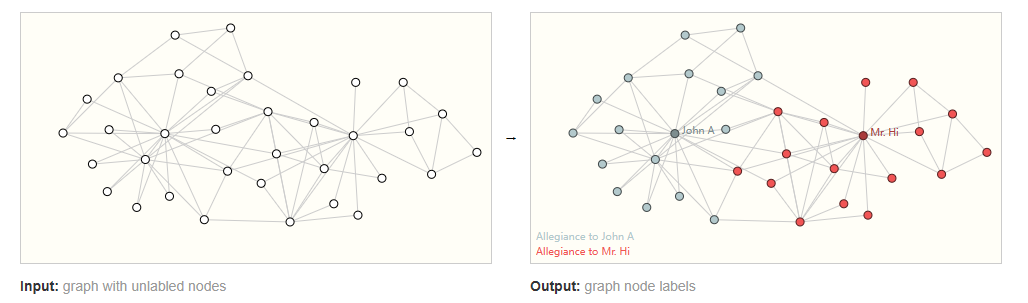 →
John A
Mr. Hi
Allegiance to John A
Allegiance to Mr. Hi
Input: graph with unlabled nodes
Output: graph node labels